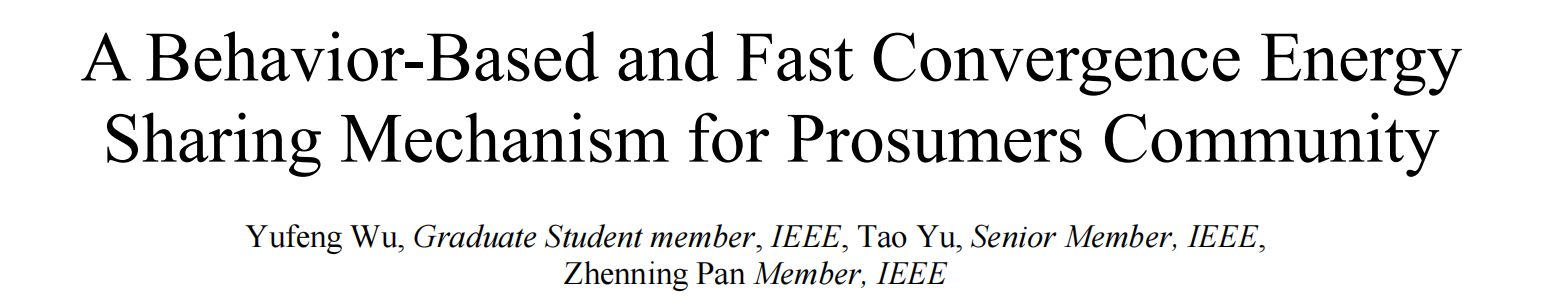 A Behavior-Based and Fast Convergence Energy
Sharing Mechanism for Prosumers Community
Yufeng Wu, Graduate Student member, IEEE, Tao Yu, Senior Member, IEEE,
Zhenning Pan Member, IEEE